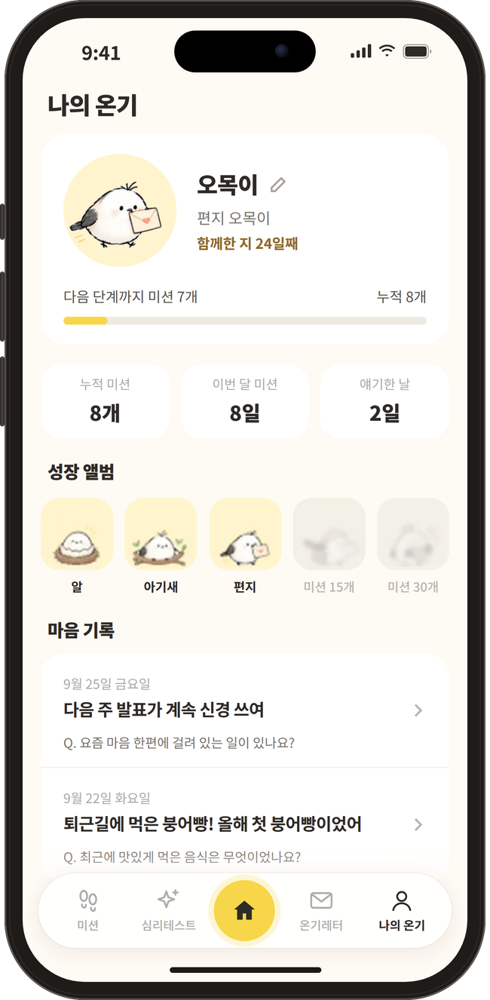 9:41
나의 온기
오목이
편지 오목이
함께한 지 24일째
다음 단계까지 미션 7개
누적 8개
누적 미션
이번 달 미션
얘기한 날
8개
8일
2일
성장 앨범
알
아기새
편지
미션 15개
미션 30개
마음 기록
9월 25일 금요일
다음 주 발표가 계속 신경 쓰여
Q. 요즘 마음 한편에 걸려 있는 일이 있나요?
9월 22일 화요일
퇴근길에 먹은 붕어빵! 올해 첫 붕어빵이었어
Q. 최근에 맛있게 먹은 음식은 무엇이었나요?
미션
심리테스트
온기레터
나의 온기